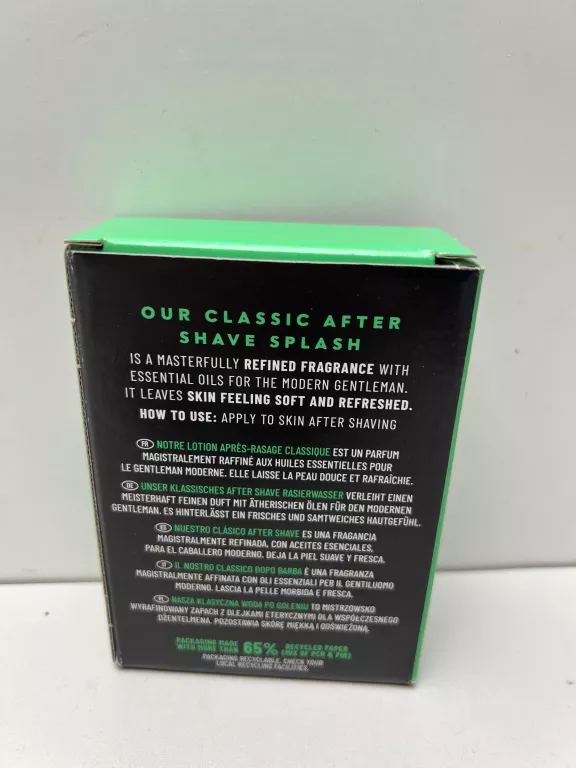 OUR CLASSIC AFTER
SHAVE SPLASH
IS A MASTERFULLY REFINED FRAGRANCE WITH
ESSENTIAL OILS FOR THE MODERN GENTLEMAN.
IT LEAVES SKIN FEELING SOFT AND REFRESHED.
HOW TO USE: APPLY TO SKIN AFTER SHAVING
FR NOTRE LOTION APRÈS-RASAGE CLASSIQUE EST UN PARFUM
MAGISTRALEMENT RAFFINÉ AUX HUILES ESSENTIELLES POUR
LE GENTLEMAN MODERNE. ELLE LAISSE LA PEAU DOUCE ET RAFRAÎCHIE.
DE UNSER KLASSISCHES AFTER SHAVE RASIERWASSER VERLEIHT EINEN
MEISTERHAFT FEINEN DUFT MIT ÄTHERISCHEN ÖLEN FÜR DEN MODERNEN
GENTLEMAN. ES HINTERLÄSST EIN FRISCHES UND SAMTWEICHES HAUTGEFÜHL.
ES NUESTRO CLÁSICO AFTER SHAVE ES UNA FRAGANCIA
MAGISTRALMENTE REFINADA, CON ACEITES ESENCIALES,
PARA EL CABALLERO MODERNO. DEJA LA PIEL SUAVE Y FRESCA.
IT IL NOSTRO CLASSICO DOPO BARBA È UNA FRAGRANZA
MAGISTRALMENTE AFFINATA CON OLI ESSENZIALI PER IL GENTILUOMO
MODERNO. LASCIA LA PELLE MORBIDA E FRESCA.
PL NASZA KLASYCZNA WODA PO GOLENIU TO MISTRZOWSKO
WYRAFINOWANY ZAPACH Z OLEJKAMI ETERYCZNYMI DLA WSPÓŁCZESNEGO
DŻENTELMENA. POZOSTAWIA SKÓRĘ MIĘKKĄ I ODŚWIEŻONĄ.
PACKAGING MADE WITH MORE THAN 65% RECYCLED PAPER (MIX OF PCR & PIR)
PACKAGING RECYCLABLE. CHECK YOUR
LOCAL RECYCLING FACILITIES.